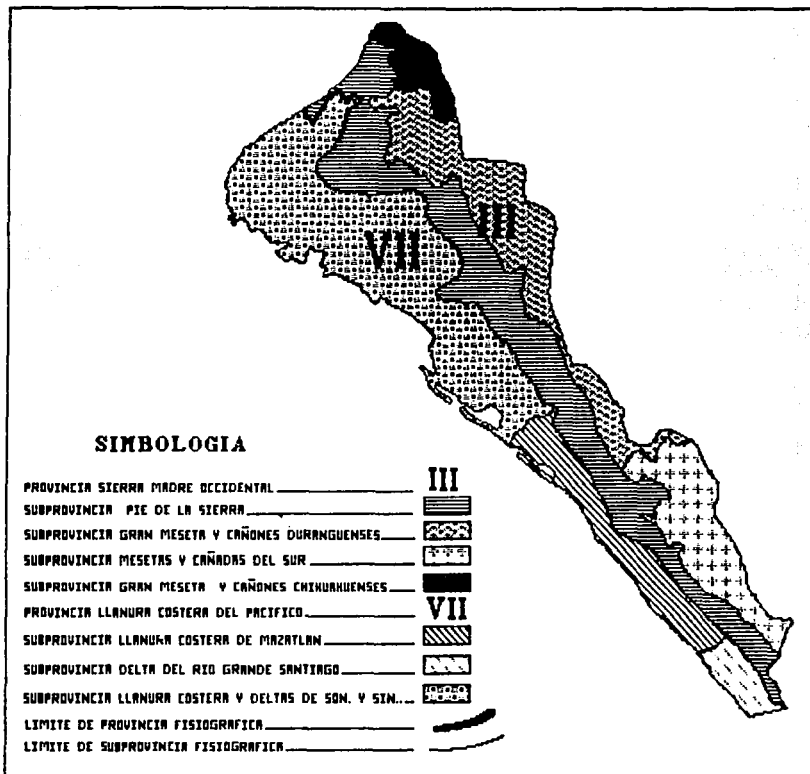 VII
III
SIMBOLOGIA
PROVINCIA SIERRA MADRE OCCIDENTAL III
SUBPROVINCIA PIE DE LA SIERRA
SUBPROVINCIA GRAN MESETA Y CAÑONES DURANGUENSES
SUBPROVINCIA MESETAS Y CAÑADAS DEL SUR
SUBPROVINCIA GRAN MESETA Y CAÑONES CHIHUAHUENSES
PROVINCIA LLANURA COSTERA DEL PACIFICO VII
SUBPROVINCIA LLANURA COSTERA DE MAZATLAN
SUBPROVINCIA DELTA DEL RIO GRANDE SANTIAGO
SUBPROVINCIA LLANURA COSTERA Y DELTAS DE SON. Y SIN.
LIMITE DE PROVINCIA FISIOGRAFICA
LIMITE DE SUBPROVINCIA FISIOGRAFICA